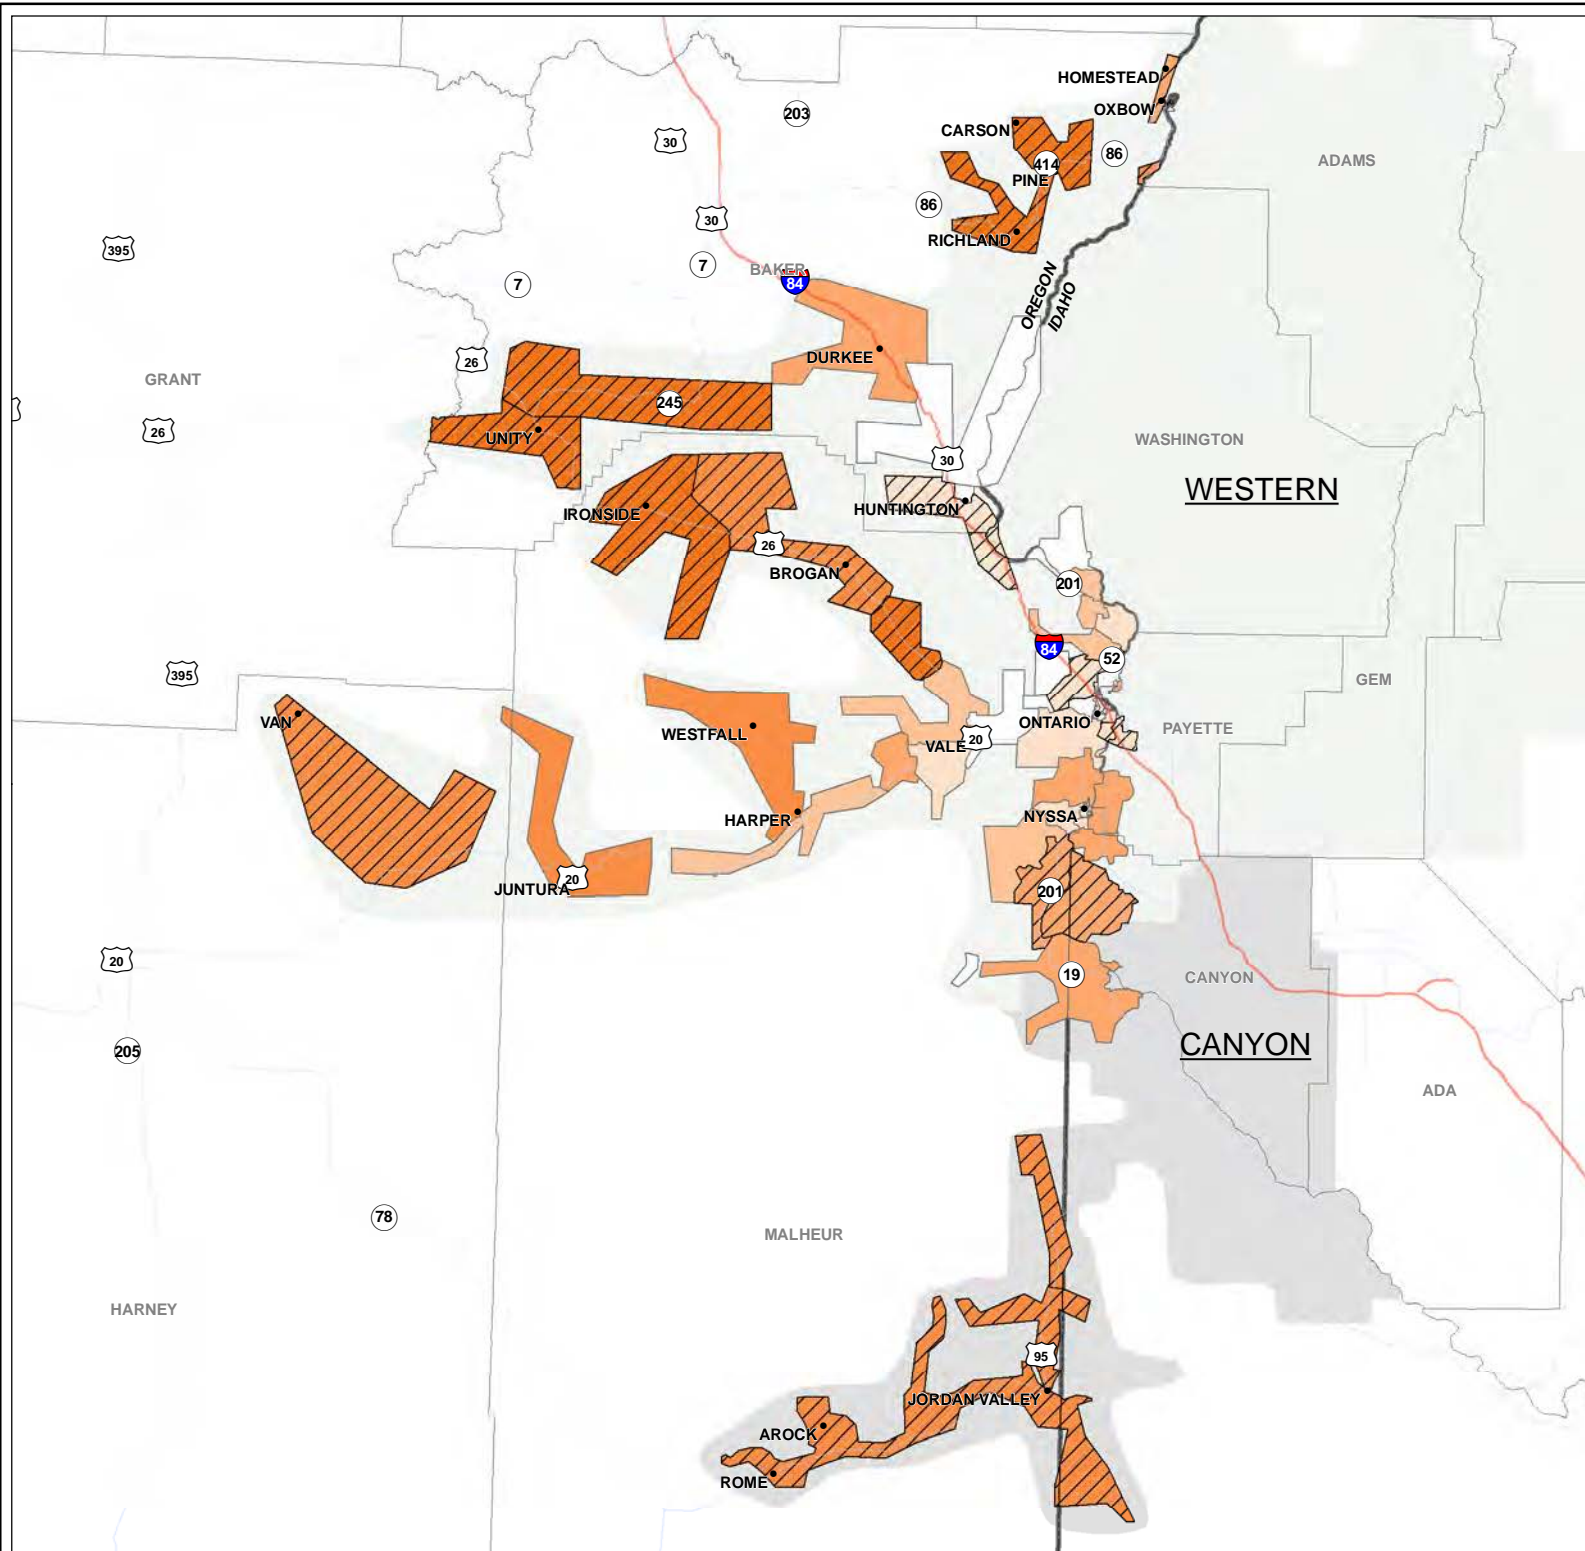 HOMESTEAD
OXBOW
203
CARSON
30
414
86
ADAMS
PINE
86
30
RICHLAND
395
7
BAKER
84
7
OREGON
IDAHO
DURKEE
26
GRANT
245
26
UNITY
WASHINGTON
30
WESTERN
HUNTINGTON
IRONSIDE
26
BROGAN
201
84
52
395
GEM
VAN
ONTARIO
PAYETTE
WESTFALL
VALE
20
HARPER
NYSSA
JUNTURA
20
201
20
19
CANYON
205
CANYON
ADA
78
MALHEUR
HARNEY
95
JORDAN VALLEY
AROCK
ROME